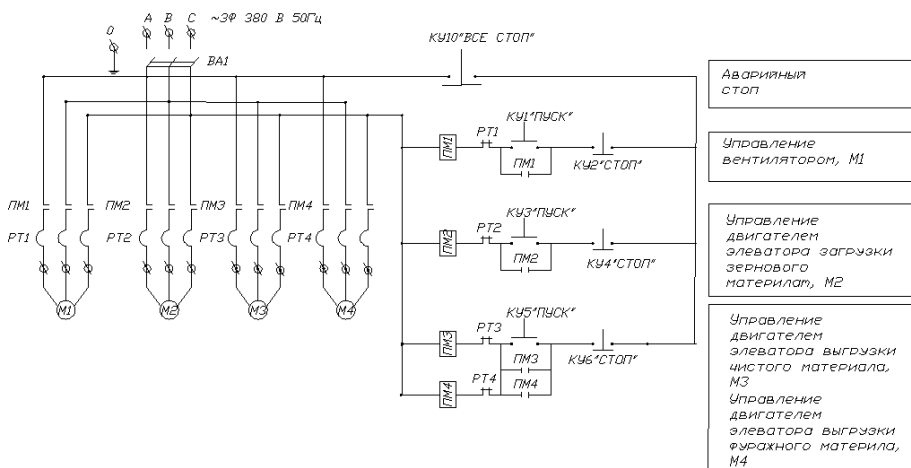 0
А В С ~3Ф 380 В 50Гц
ВА1
КУ10"ВСЕ СТОП"
Аварийный
стоп
ПМ1 РТ1 КУ1"ПУСК"
ПМ1
КУ2"СТОП"
Управление
вентилятором, М1
ПМ1 ПМ2 ПМ3 ПМ4
РТ1 РТ2 РТ3 РТ4
М1 М2 М3 М4
ПМ2 РТ2 КУ3"ПУСК"
ПМ2
КУ4"СТОП"
Управление
двигателем
элеватора загрузки
зернового
материлат, М2
ПМ3 РТ3 КУ5"ПУСК"
ПМ3
КУ6"СТОП"
ПМ4 РТ4 ПМ4
Управление
двигателем
элеватора выгрузки
чистого материала,
М3
Управление
двигателем
элеватора выгрузки
фуражного материла,
М4